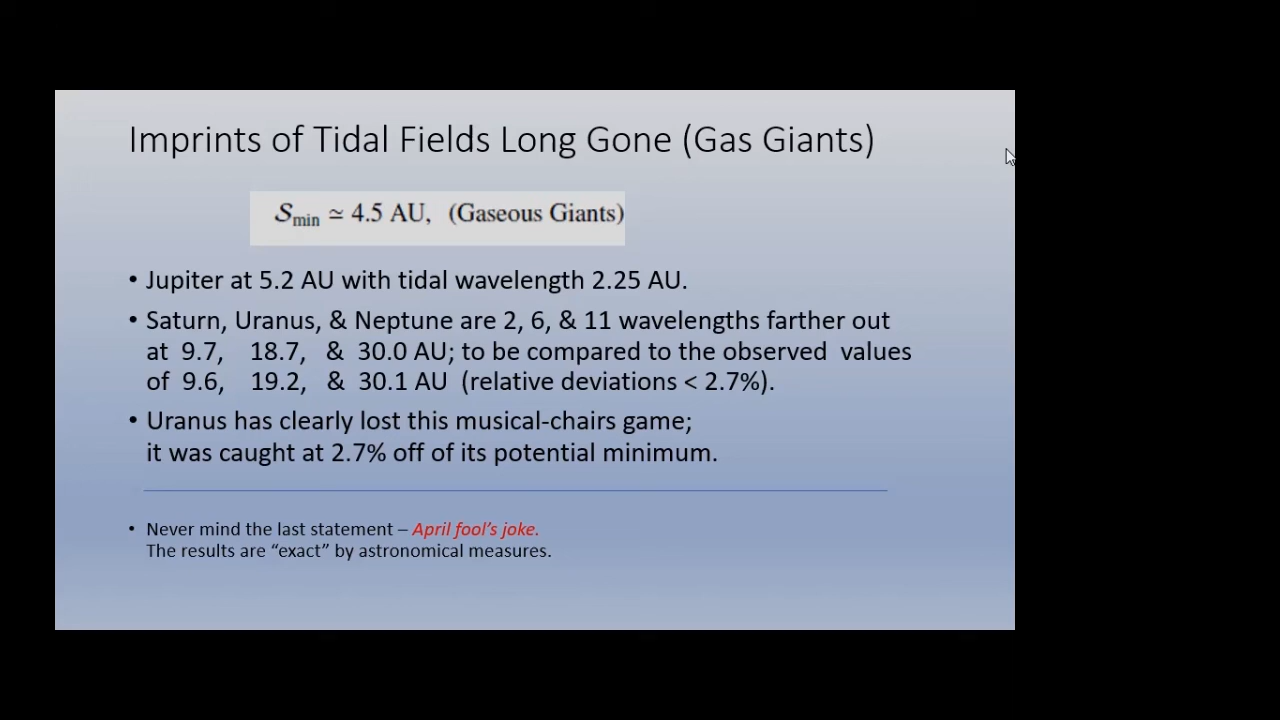 Imprints of Tidal Fields Long Gone (Gas Giants)
𝒮min ≃ 4.5 AU, (Gaseous Giants)
• Jupiter at 5.2 AU with tidal wavelength 2.25 AU.
• Saturn, Uranus, & Neptune are 2, 6, & 11 wavelengths farther out
at 9.7, 18.7, & 30.0 AU; to be compared to the observed values
of 9.6, 19.2, & 30.1 AU (relative deviations < 2.7%).
• Uranus has clearly lost this musical-chairs game;
it was caught at 2.7% off of its potential minimum.
• Never mind the last statement – April fool’s joke.
The results are “exact” by astronomical measures.